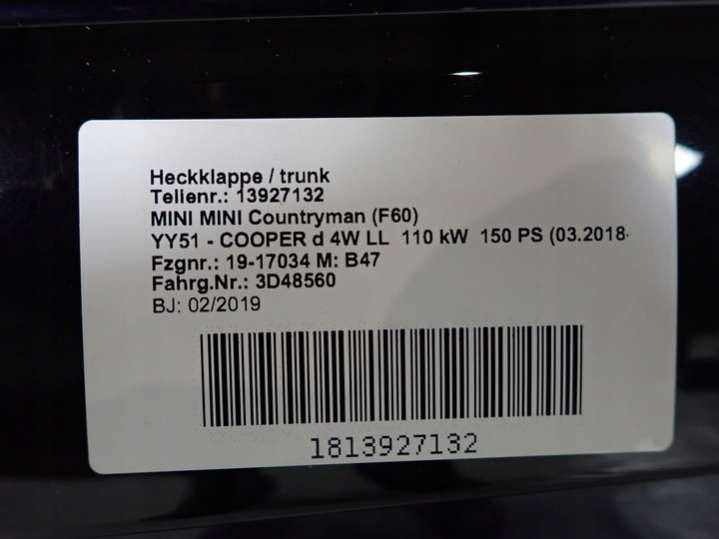 Heckklappe / trunk
Teilenr.: 13927132
MINI MINI Countryman (F60)
YY51 - COOPER d 4W LL 110 kW 150 PS (03.2018-
Fzgnr.: 19-17034 M: B47
Fahrg.Nr.: 3D48560
BJ: 02/2019
1813927132